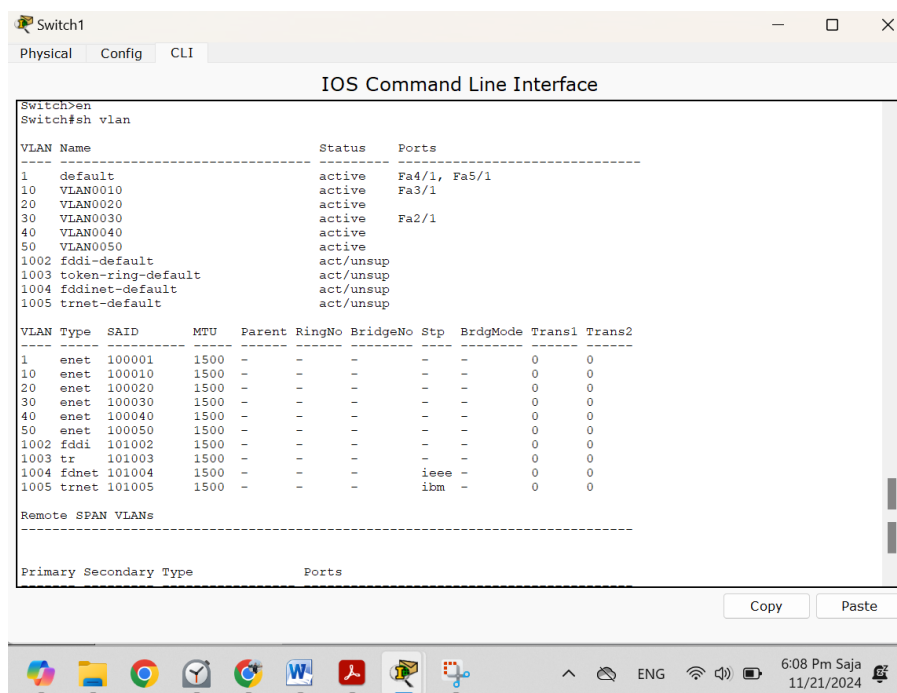 Switch1
Physical Config CLI
IOS Command Line Interface
Switch>en
Switch#sh vlan
VLAN Name Status Ports
---- -------------------------------- --------- -------------------------------
1 default active Fa4/1, Fa5/1
10 VLAN0010 active Fa3/1
20 VLAN0020 active
30 VLAN0030 active Fa2/1
40 VLAN0040 active
50 VLAN0050 active
1002 fddi-default act/unsup
1003 token-ring-default act/unsup
1004 fddinet-default act/unsup
1005 trnet-default act/unsup
VLAN Type SAID MTU Parent RingNo BridgeNo Stp BrdgMode Trans1 Trans2
---- ----- ---------- ----- ------ ------ -------- ---- -------- ------ ------
1 enet 100001 1500 - - - - - 0 0
10 enet 100010 1500 - - - - - 0 0
20 enet 100020 1500 - - - - - 0 0
30 enet 100030 1500 - - - - - 0 0
40 enet 100040 1500 - - - - - 0 0
50 enet 100050 1500 - - - - - 0 0
1002 fddi 101002 1500 - - - - - 0 0
1003 tr 101003 1500 - - - - - 0 0
1004 fdnet 101004 1500 - - - ieee - 0 0
1005 trnet 101005 1500 - - - ibm - 0 0
Remote SPAN VLANs
------------------------------------------------------------------------------
Primary Secondary Type Ports
------- --------- ----------------- ------------------------------------------
Copy Paste
ENG 6:08 Pm Saja
11/21/2024